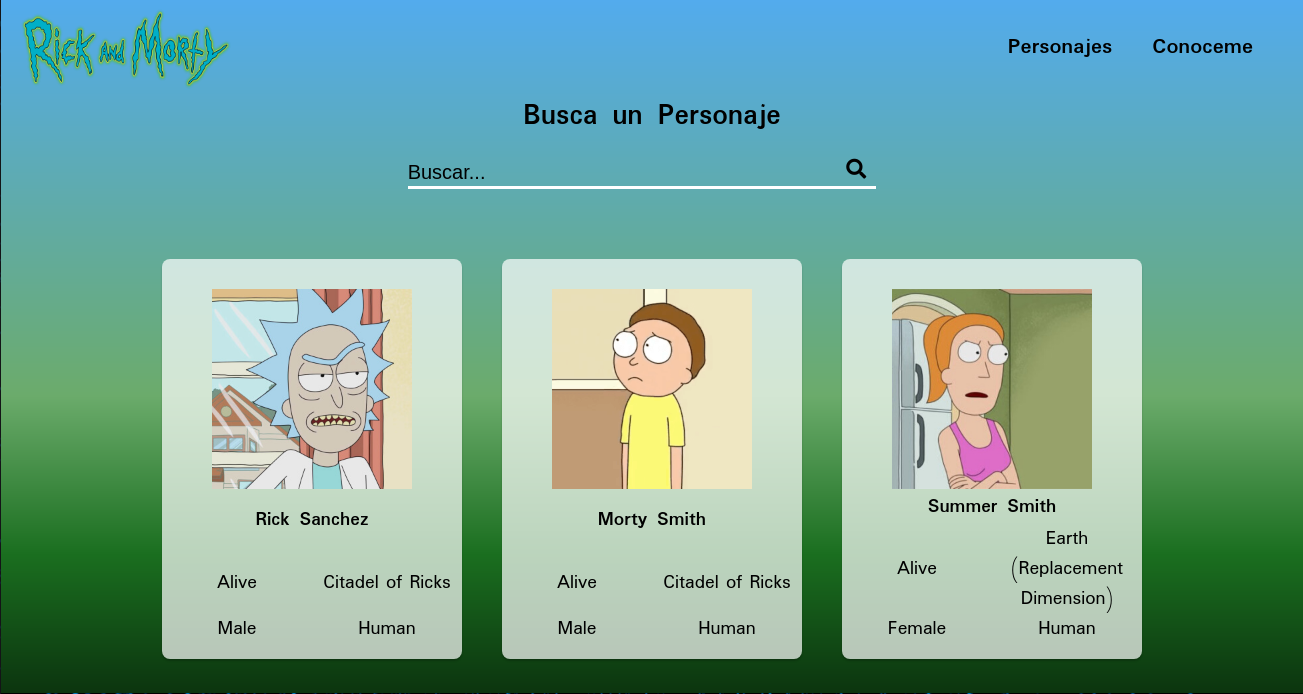 Rick and Morty
Personajes Conoceme
Busca un Personaje
Buscar...
Rick Sanchez
Alive Citadel of Ricks
Male Human
Morty Smith
Alive Citadel of Ricks
Male Human
Summer Smith
Alive
Earth
(Replacement
Dimension)
Female Human